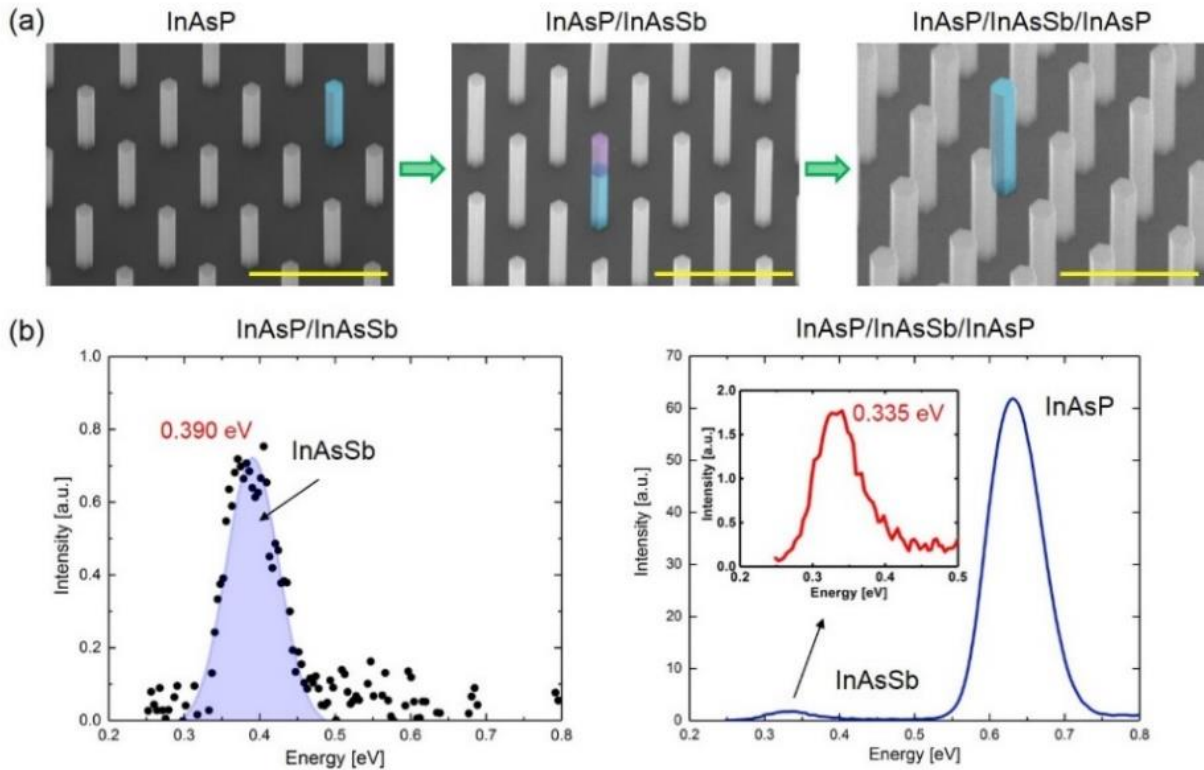 (a)
InAsP
InAsP/InAsSb
InAsP/InAsSb/InAsP
(b)
InAsP/InAsSb
1.0
0.8
0.6
0.4
0.2
0.0
Intensity [a.u.]
0.390 eV
InAsSb
0.2 0.3 0.4 0.5 0.6 0.7 0.8
Energy [eV]
InAsP/InAsSb/InAsP
70
60
50
40
30
20
10
0
Intensity [a.u.]
2.0
1.5
1.0
0.5
0.0
Intensity [a.u.]
0.335 eV
0.2 0.3 0.4 0.5
Energy [eV]
InAsP
InAsSb
0.2 0.3 0.4 0.5 0.6 0.7 0.8
Energy [eV]